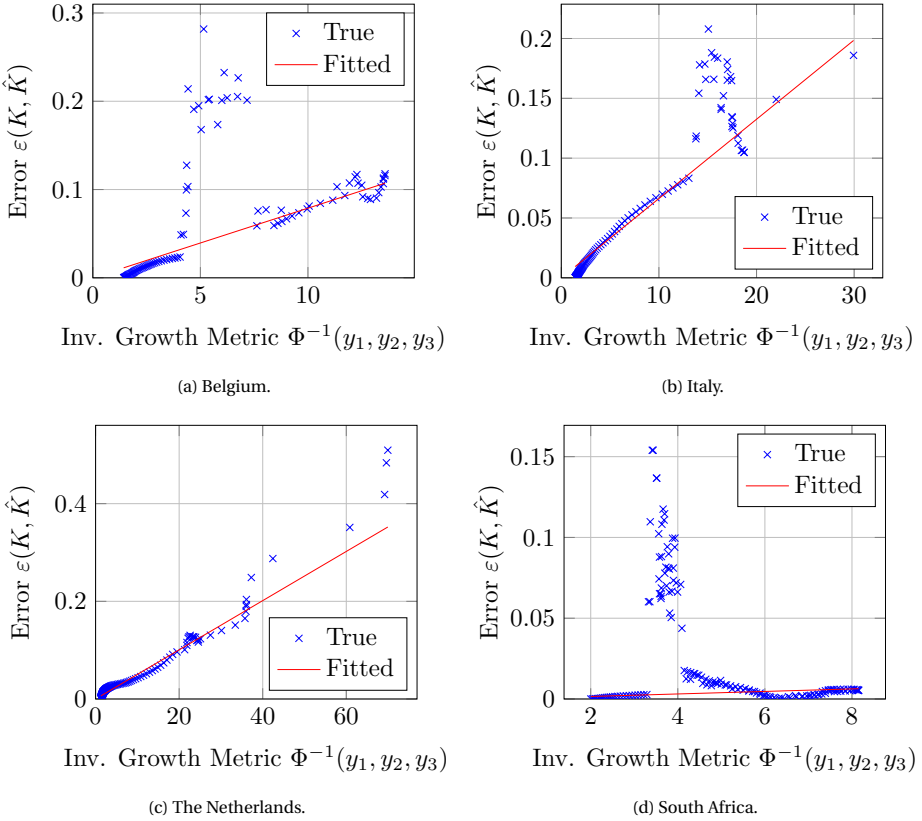 0.3
0.2
0.1
0
0
5
10
Error ε(K, K̂)
True
Fitted
Inv. Growth Metric Φ⁻¹(y₁, y₂, y₃)
(a) Belgium.
0.2
0.15
0.1
0.05
0
0
10
20
30
Error ε(K, K̂)
True
Fitted
Inv. Growth Metric Φ⁻¹(y₁, y₂, y₃)
(b) Italy.
0.4
0.2
0
0
20
40
60
Error ε(K, K̂)
True
Fitted
Inv. Growth Metric Φ⁻¹(y₁, y₂, y₃)
(c) The Netherlands.
0.15
0.1
0.05
0
2
4
6
8
Error ε(K, K̂)
True
Fitted
Inv. Growth Metric Φ⁻¹(y₁, y₂, y₃)
(d) South Africa.